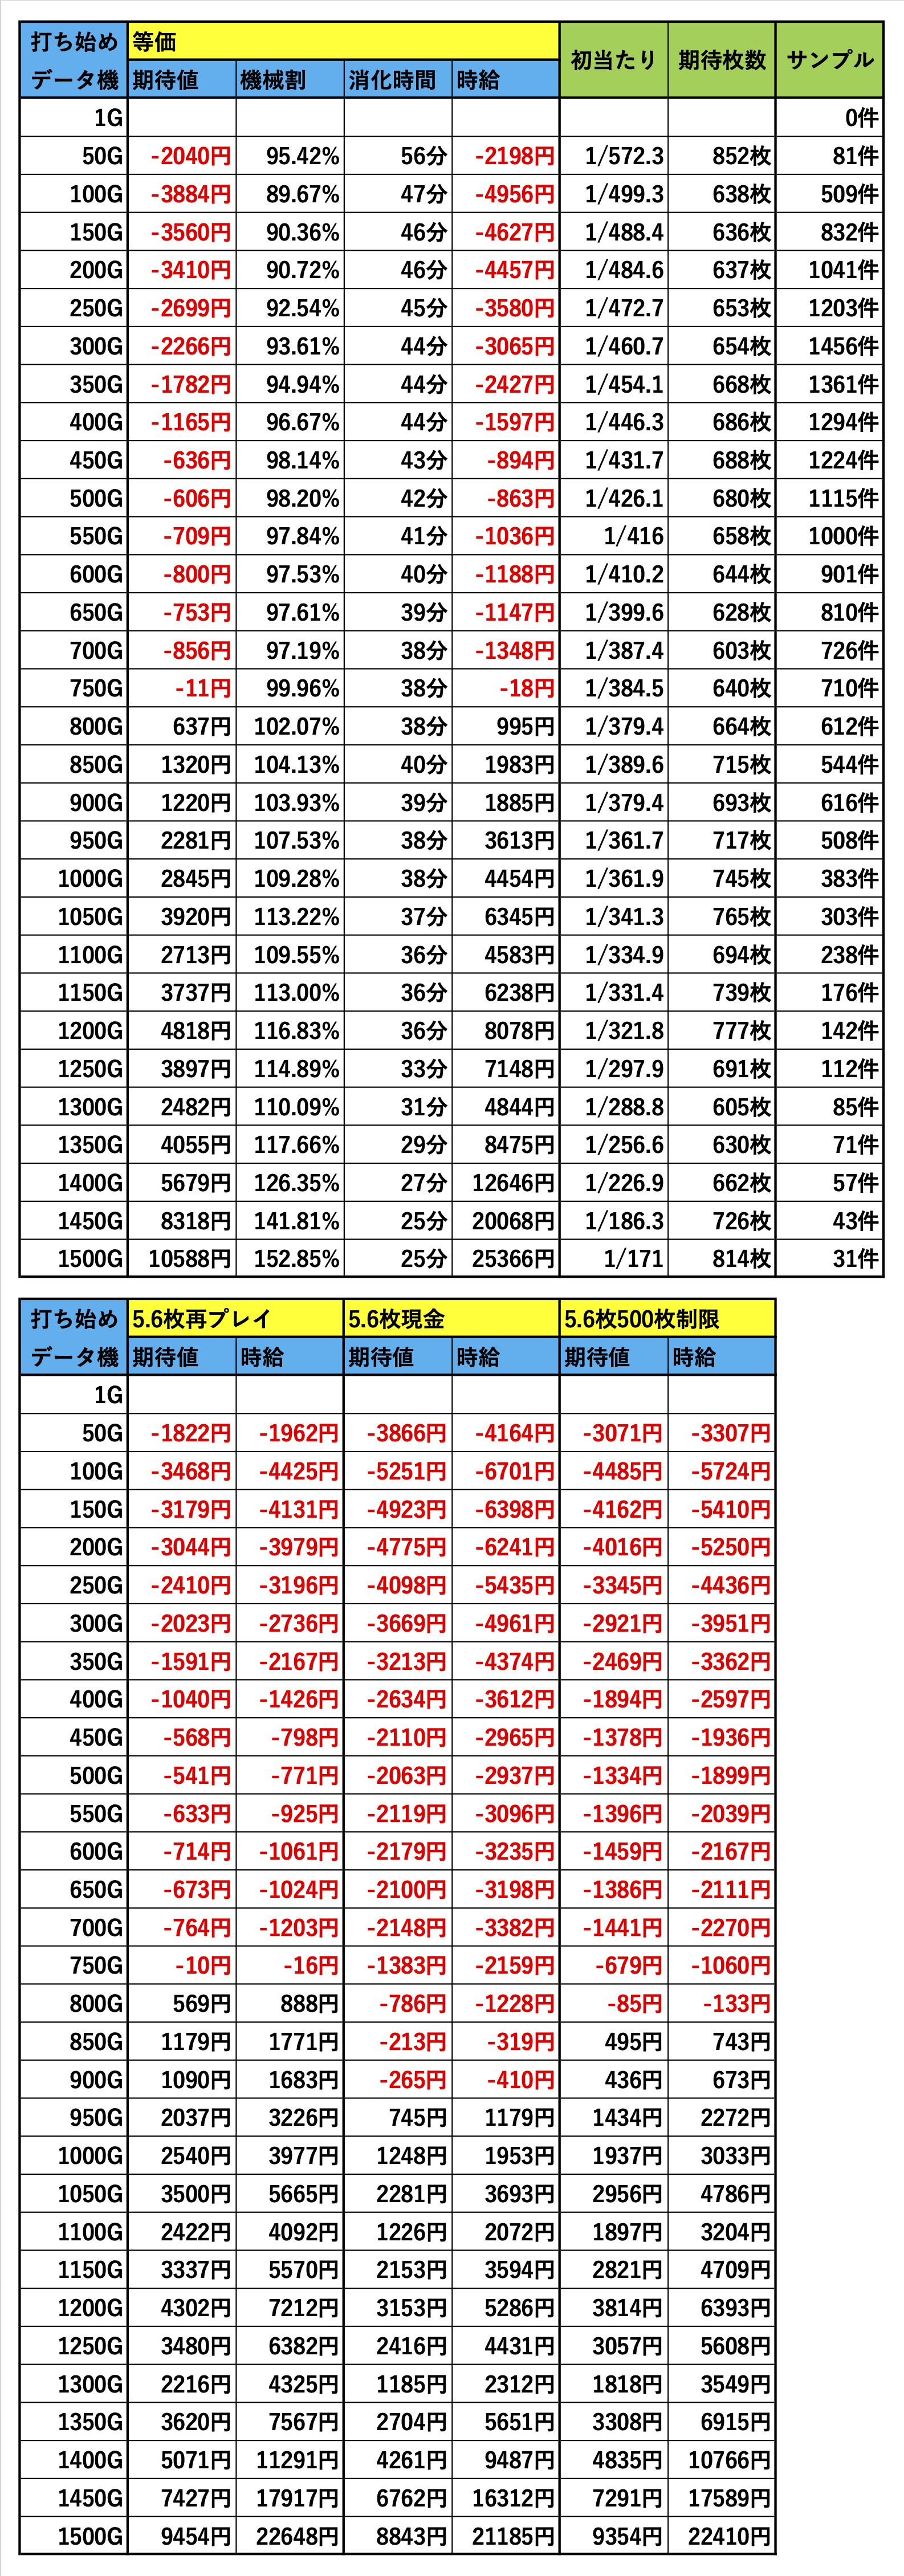 打ち始め 等価 初当たり 期待枚数 サンプル
データ機 期待値 機械割 消化時間 時給
1G 0件
50G -2040円 95.42% 56分 -2198円 1/572.3 852枚 81件
100G -3884円 89.67% 47分 -4956円 1/499.3 638枚 509件
150G -3560円 90.36% 46分 -4627円 1/488.4 636枚 832件
200G -3410円 90.72% 46分 -4457円 1/484.6 637枚 1041件
250G -2699円 92.54% 45分 -3580円 1/472.7 653枚 1203件
300G -2266円 93.61% 44分 -3065円 1/460.7 654枚 1456件
350G -1782円 94.94% 44分 -2427円 1/454.1 668枚 1361件
400G -1165円 96.67% 44分 -1597円 1/446.3 686枚 1294件
450G -636円 98.14% 43分 -894円 1/431.7 688枚 1224件
500G -606円 98.20% 42分 -863円 1/426.1 680枚 1115件
550G -709円 97.84% 41分 -1036円 1/416 658枚 1000件
600G -800円 97.53% 40分 -1188円 1/410.2 644枚 901件
650G -753円 97.61% 39分 -1147円 1/399.6 628枚 810件
700G -856円 97.19% 38分 -1348円 1/387.4 603枚 726件
750G -11円 99.96% 38分 -18円 1/384.5 640枚 710件
800G 637円 102.07% 38分 995円 1/379.4 664枚 612件
850G 1320円 104.13% 40分 1983円 1/389.6 715枚 544件
900G 1220円 103.93% 39分 1885円 1/379.4 693枚 616件
950G 2281円 107.53% 38分 3613円 1/361.7 717枚 508件
1000G 2845円 109.28% 38分 4454円 1/361.9 745枚 383件
1050G 3920円 113.22% 37分 6345円 1/341.3 765枚 303件
1100G 2713円 109.55% 36分 4583円 1/334.9 694枚 238件
1150G 3737円 113.00% 36分 6238円 1/331.4 739枚 176件
1200G 4818円 116.83% 36分 8078円 1/321.8 777枚 142件
1250G 3897円 114.89% 33分 7148円 1/297.9 691枚 112件
1300G 2482円 110.09% 31分 4844円 1/288.8 605枚 85件
1350G 4055円 117.66% 29分 8475円 1/256.6 630枚 71件
1400G 5679円 126.35% 27分 12646円 1/226.9 662枚 57件
1450G 8318円 141.81% 25分 20068円 1/186.3 726枚 43件
1500G 10588円 152.85% 25分 25366円 1/171 814枚 31件
打ち始め 5.6枚再プレイ 5.6枚現金 5.6枚500枚制限
データ機 期待値 時給 期待値 時給 期待値 時給
1G
50G -1822円 -1962円 -3866円 -4164円 -3071円 -3307円
100G -3468円 -4425円 -5251円 -6701円 -4485円 -5724円
150G -3179円 -4131円 -4923円 -6398円 -4162円 -5410円
200G -3044円 -3979円 -4775円 -6241円 -4016円 -5250円
250G -2410円 -3196円 -4098円 -5435円 -3345円 -4436円
300G -2023円 -2736円 -3669円 -4961円 -2921円 -3951円
350G -1591円 -2167円 -3213円 -4374円 -2469円 -3362円
400G -1040円 -1426円 -2634円 -3612円 -1894円 -2597円
450G -568円 -798円 -2110円 -2965円 -1378円 -1936円
500G -541円 -771円 -2063円 -2937円 -1334円 -1899円
550G -633円 -925円 -2119円 -3096円 -1396円 -2039円
600G -714円 -1061円 -2179円 -3235円 -1459円 -2167円
650G -673円 -1024円 -2100円 -3198円 -1386円 -2111円
700G -764円 -1203円 -2148円 -3382円 -1441円 -2270円
750G -10円 -16円 -1383円 -2159円 -679円 -1060円
800G 569円 888円 -786円 -1228円 -85円 -133円
850G 1179円 1771円 -213円 -319円 495円 743円
900G 1090円 1683円 -265円 -410円 436円 673円
950G 2037円 3226円 745円 1179円 1434円 2272円
1000G 2540円 3977円 1248円 1953円 1937円 3033円
1050G 3500円 5665円 2281円 3693円 2956円 4786円
1100G 2422円 4092円 1226円 2072円 1897円 3204円
1150G 3337円 5570円 2153円 3594円 2821円 4709円
1200G 4302円 7212円 3153円 5286円 3814円 6393円
1250G 3480円 6382円 2416円 4431円 3057円 5608円
1300G 2216円 4325円 1185円 2312円 1818円 3549円
1350G 3620円 7567円 2704円 5651円 3308円 6915円
1400G 5071円 11291円 4261円 9487円 4835円 10766円
1450G 7427円 17917円 6762円 16312円 7291円 17589円
1500G 9454円 22648円 8843円 21185円 9354円 22410円